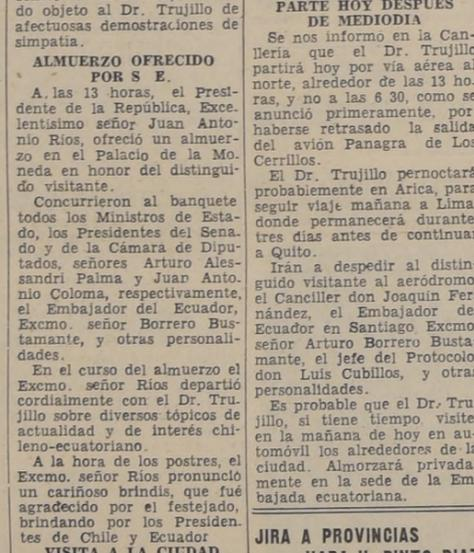 do objeto al Dr. Trujillo de
afectuosas demostraciones de
simpatia.
ALMUERZO OFRECIDO
POR S E.
A las 13 horas, el Presi-
dente de la República, Exce.
lentísimo señor Juan Anto-
nio Ríos, ofreció un almuer-
zo en el Palacio de la Mo.
neda en honor del distingui-
do visitante.
Concurrieron al banquete
todos los Ministros de Esta-
do, los Presidentes del Sena-
do y de la Cámara de Dipu-
tados, señores Arturo Ales-
sandri Palma y Juan Anto-
nio Coloma, respectivamente,
el Embajador del Ecuador,
Excmo. señor Borrero Bus-
tamante, y otras personali-
dades.
En el curso del almuerzo el
Excmo. señor Ríos departió
cordialmente con el Dr. Tru-
jillo sobre diversos tópicos de
actualidad y de interés chi-
leno-ecuatoriano.
A la hora de los postres, el
Excmo. señor Ríos pronunció
un cariñoso brindis, que fué
agradecido por el festejado,
brindando por los Presiden-
tes de Chile y Ecuador
VISITA A LA CIUDAD
PARTE HOY DESPUES
DE MEDIODIA
Se nos informó en la Can-
llería que el Dr. Trujillo
partirá hoy por vía aérea al
norte, alrededor de las 13 ho-
ras, y no a las 6 30, como se
anunció primeramente, por
haberse retrasado la salida
del avión Panagra de Los
Cerrillos.
El Dr. Trujillo pernoctará
probablemente en Arica, para
seguir viaje mañana a Lima
donde permanecerá durante
tres días antes de continuar
a Quito.
Irán a despedir al distin-
guido visitante al aeródromo
el Canciller don Joaquín Fer
nández, el Embajador de
Ecuador en Santiago Excmo
señor Arturo Borrero Busta
mante, el jefe del Protocolo
don Luis Cubillos, y otras
personalidades.
Es probable que el Dr. Tru
jillo, si tiene tiempo visite
en la mañana de hoy en au
tomóvil los alrededores de la
ciudad. Almorzará privada
mente en la sede de la Em
bajada ecuatoriana.
JIRA A PROVINCIAS